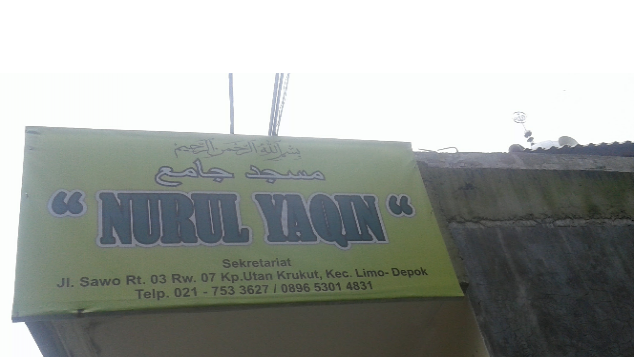 بسم الله الرحمن الرحيم
مسجد جامع
“ NURUL YAQIN “
Sekretariat
Jl. Sawo Rt. 03 Rw. 07 Kp.Utan Krukut, Kec. Limo- Depok
Telp. 021 - 753 3627 / 0896 5301 4831